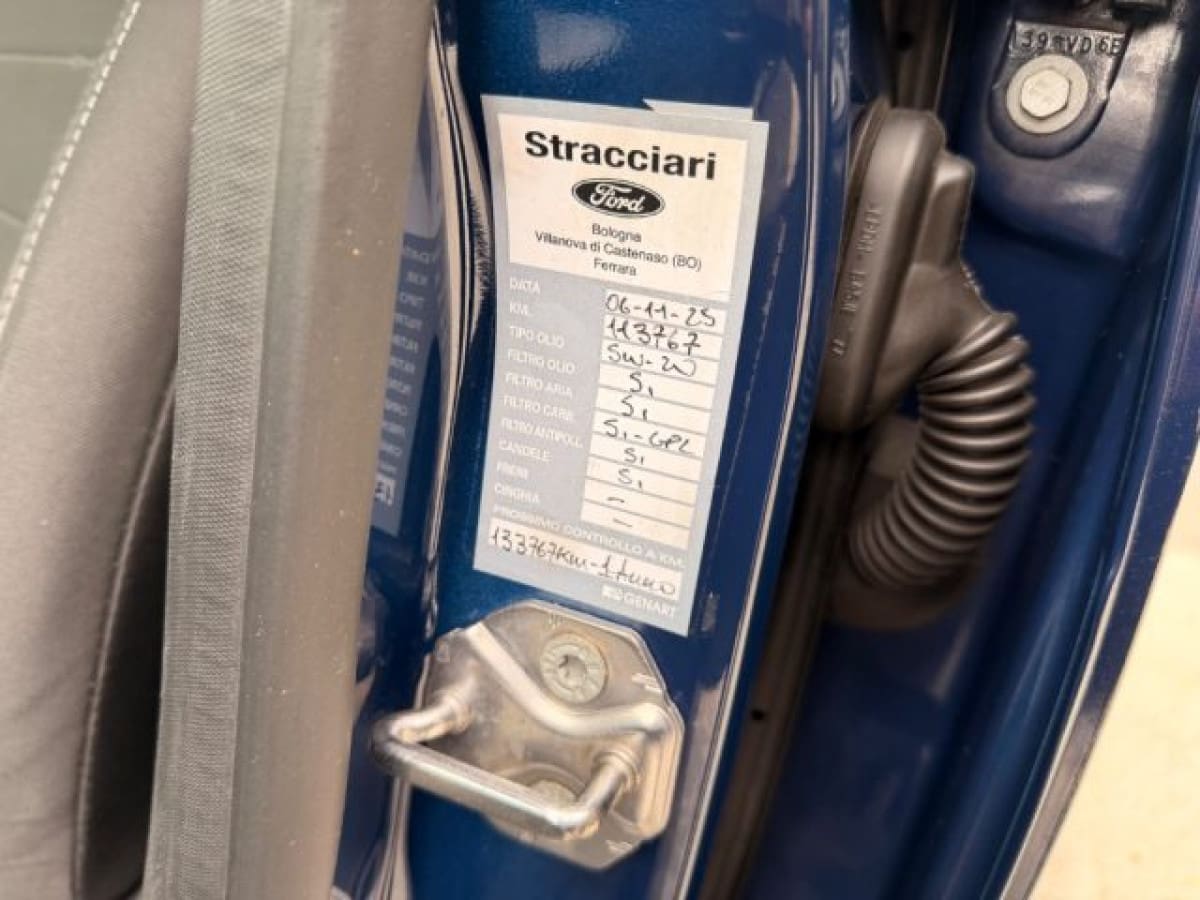 Stracciari
Ford
Bologna
Villanova di Castenaso (BO)
Ferrara
DATA 06-11-25
KM. 113767
TIPO OLIO 5W-20
FILTRO OLIO Si
FILTRO ARIA Si
FILTRO CARB. Si-GPL
FILTRO ANTIPOLL. Si
CANDELE Si
FRENI -
CINGHIA -
PROSSIMO CONTROLLO A KM.
133767Km-1Anno
GENART